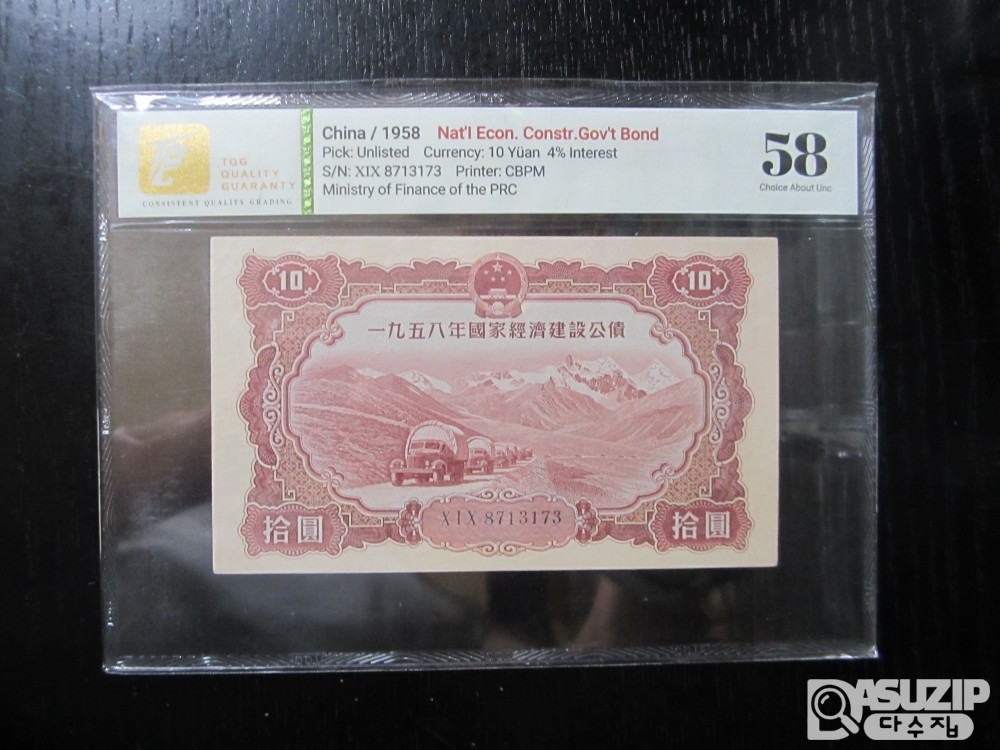 TQG
QUALITY
GUARANTY
CONSISTENT QUALITY GRADING
China / 1958 Nat'l Econ. Constr.Gov't Bond
Pick: Unlisted Currency: 10 Yüan 4% Interest
S/N: XIX 8713173 Printer: CBPM
Ministry of Finance of the PRC
58
Choice About Unc
10
10
一九五八年國家經濟建設公債
XIX 8713173
拾圓
拾圓
ASUZIP
다수집